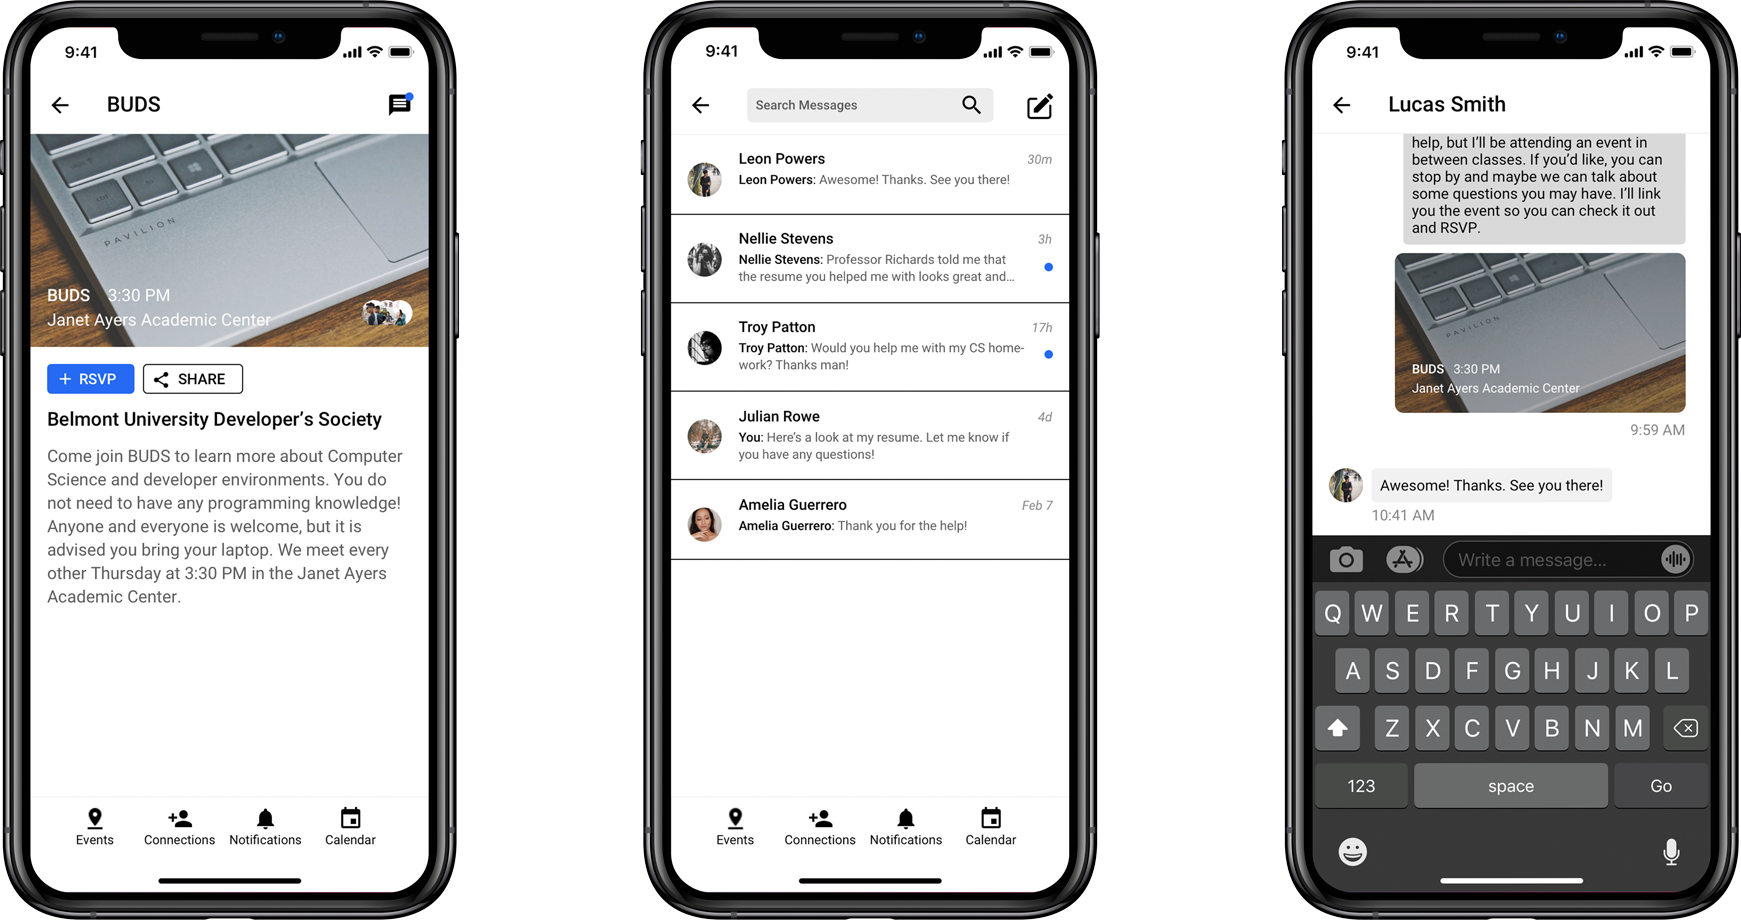 9:41
BUDS
PAVILION
BUDS 3:30 PM
Janet Ayers Academic Center
+ RSVP
SHARE
Belmont University Developer’s Society
Come join BUDS to learn more about Computer
Science and developer environments. You do
not need to have any programming knowledge!
Anyone and everyone is welcome, but it is
advised you bring your laptop. We meet every
other Thursday at 3:30 PM in the Janet Ayers
Academic Center.
Events
Connections
Notifications
Calendar
9:41
Search Messages
Leon Powers
30m
Leon Powers: Awesome! Thanks. See you there!
Nellie Stevens
3h
Nellie Stevens: Professor Richards told me that
the resume you helped me with looks great and...
Troy Patton
17h
Troy Patton: Would you help me with my CS home-
work? Thanks man!
Julian Rowe
4d
You: Here’s a look at my resume. Let me know if
you have any questions!
Amelia Guerrero
Feb 7
Amelia Guerrero: Thank you for the help!
Events
Connections
Notifications
Calendar
9:41
Lucas Smith
help, but I’ll be attending an event in
between classes. If you’d like, you can
stop by and maybe we can talk about
some questions you may have. I’ll link
you the event so you can check it out
and RSVP.
PAVILION
BUDS 3:30 PM
Janet Ayers Academic Center
9:59 AM
Awesome! Thanks. See you there!
10:41 AM
Write a message...
Q W E R T Y U I O P
A S D F G H J K L
Z X C V B N M
123
space
Go